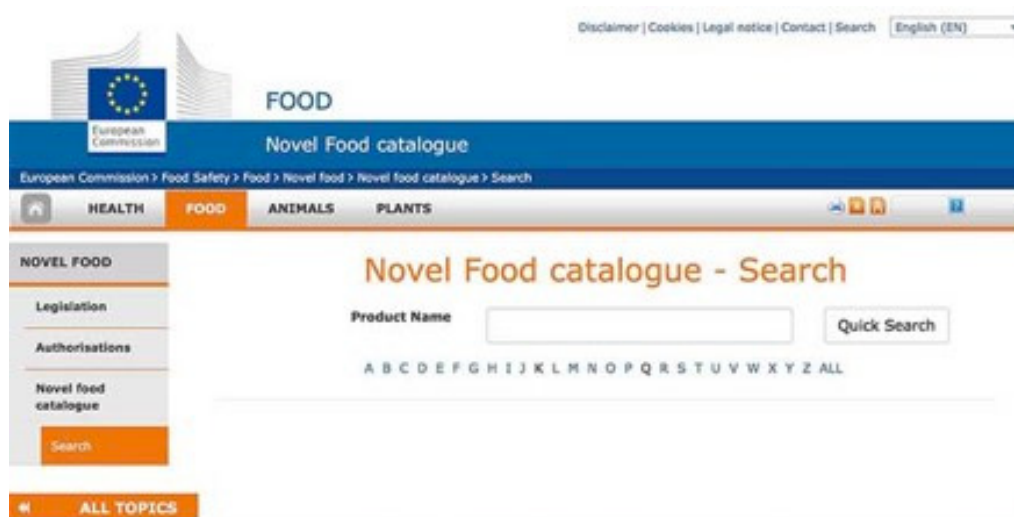 Disclaimer | Cookies | Legal notice | Contact | Search English (EN)
European
Commission
FOOD
Novel Food catalogue
European Commission > Food Safety > Food > Novel food > Novel food catalogue > Search
HEALTH FOOD ANIMALS PLANTS
NOVEL FOOD
Legislation
Authorisations
Novel food
catalogue
Search
ALL TOPICS
Novel Food catalogue - Search
Product Name Quick Search
A B C D E F G H I J K L M N O P Q R S T U V W X Y Z ALL